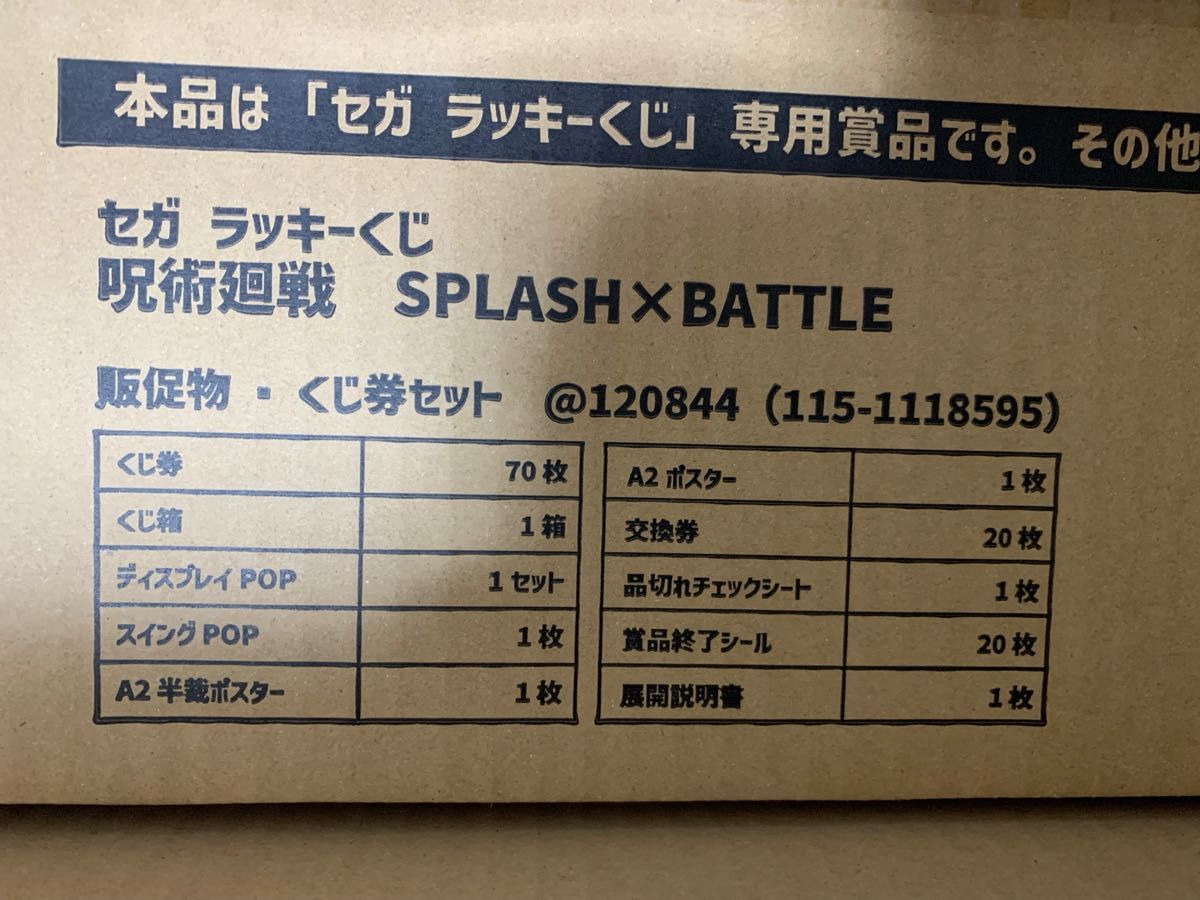 本品は「セガ ラッキーくじ」専用賞品です。その他
セガ ラッキーくじ
呪術廻戦 SPLASH×BATTLE
販促物・くじ券セット @120844（115-1118595）
くじ券 70枚
くじ箱 1箱
ディスプレイPOP 1セット
スイングPOP 1枚
A2半裁ポスター 1枚
A2ポスター 1枚
交換券 20枚
品切れチェックシート 1枚
賞品終了シール 20枚
展開説明書 1枚